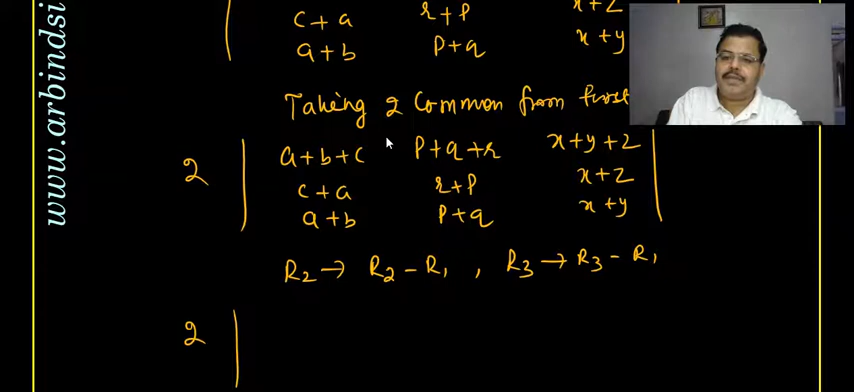 c+a r+p x+z
a+b p+q x+y
Taking 2 common from first
2 | a+b+c p+q+r x+y+z |
c+a r+p x+z
a+b p+q x+y
R₂ → R₂ - R₁ , R₃ → R₃ - R₁
2 |
www.arbindsi